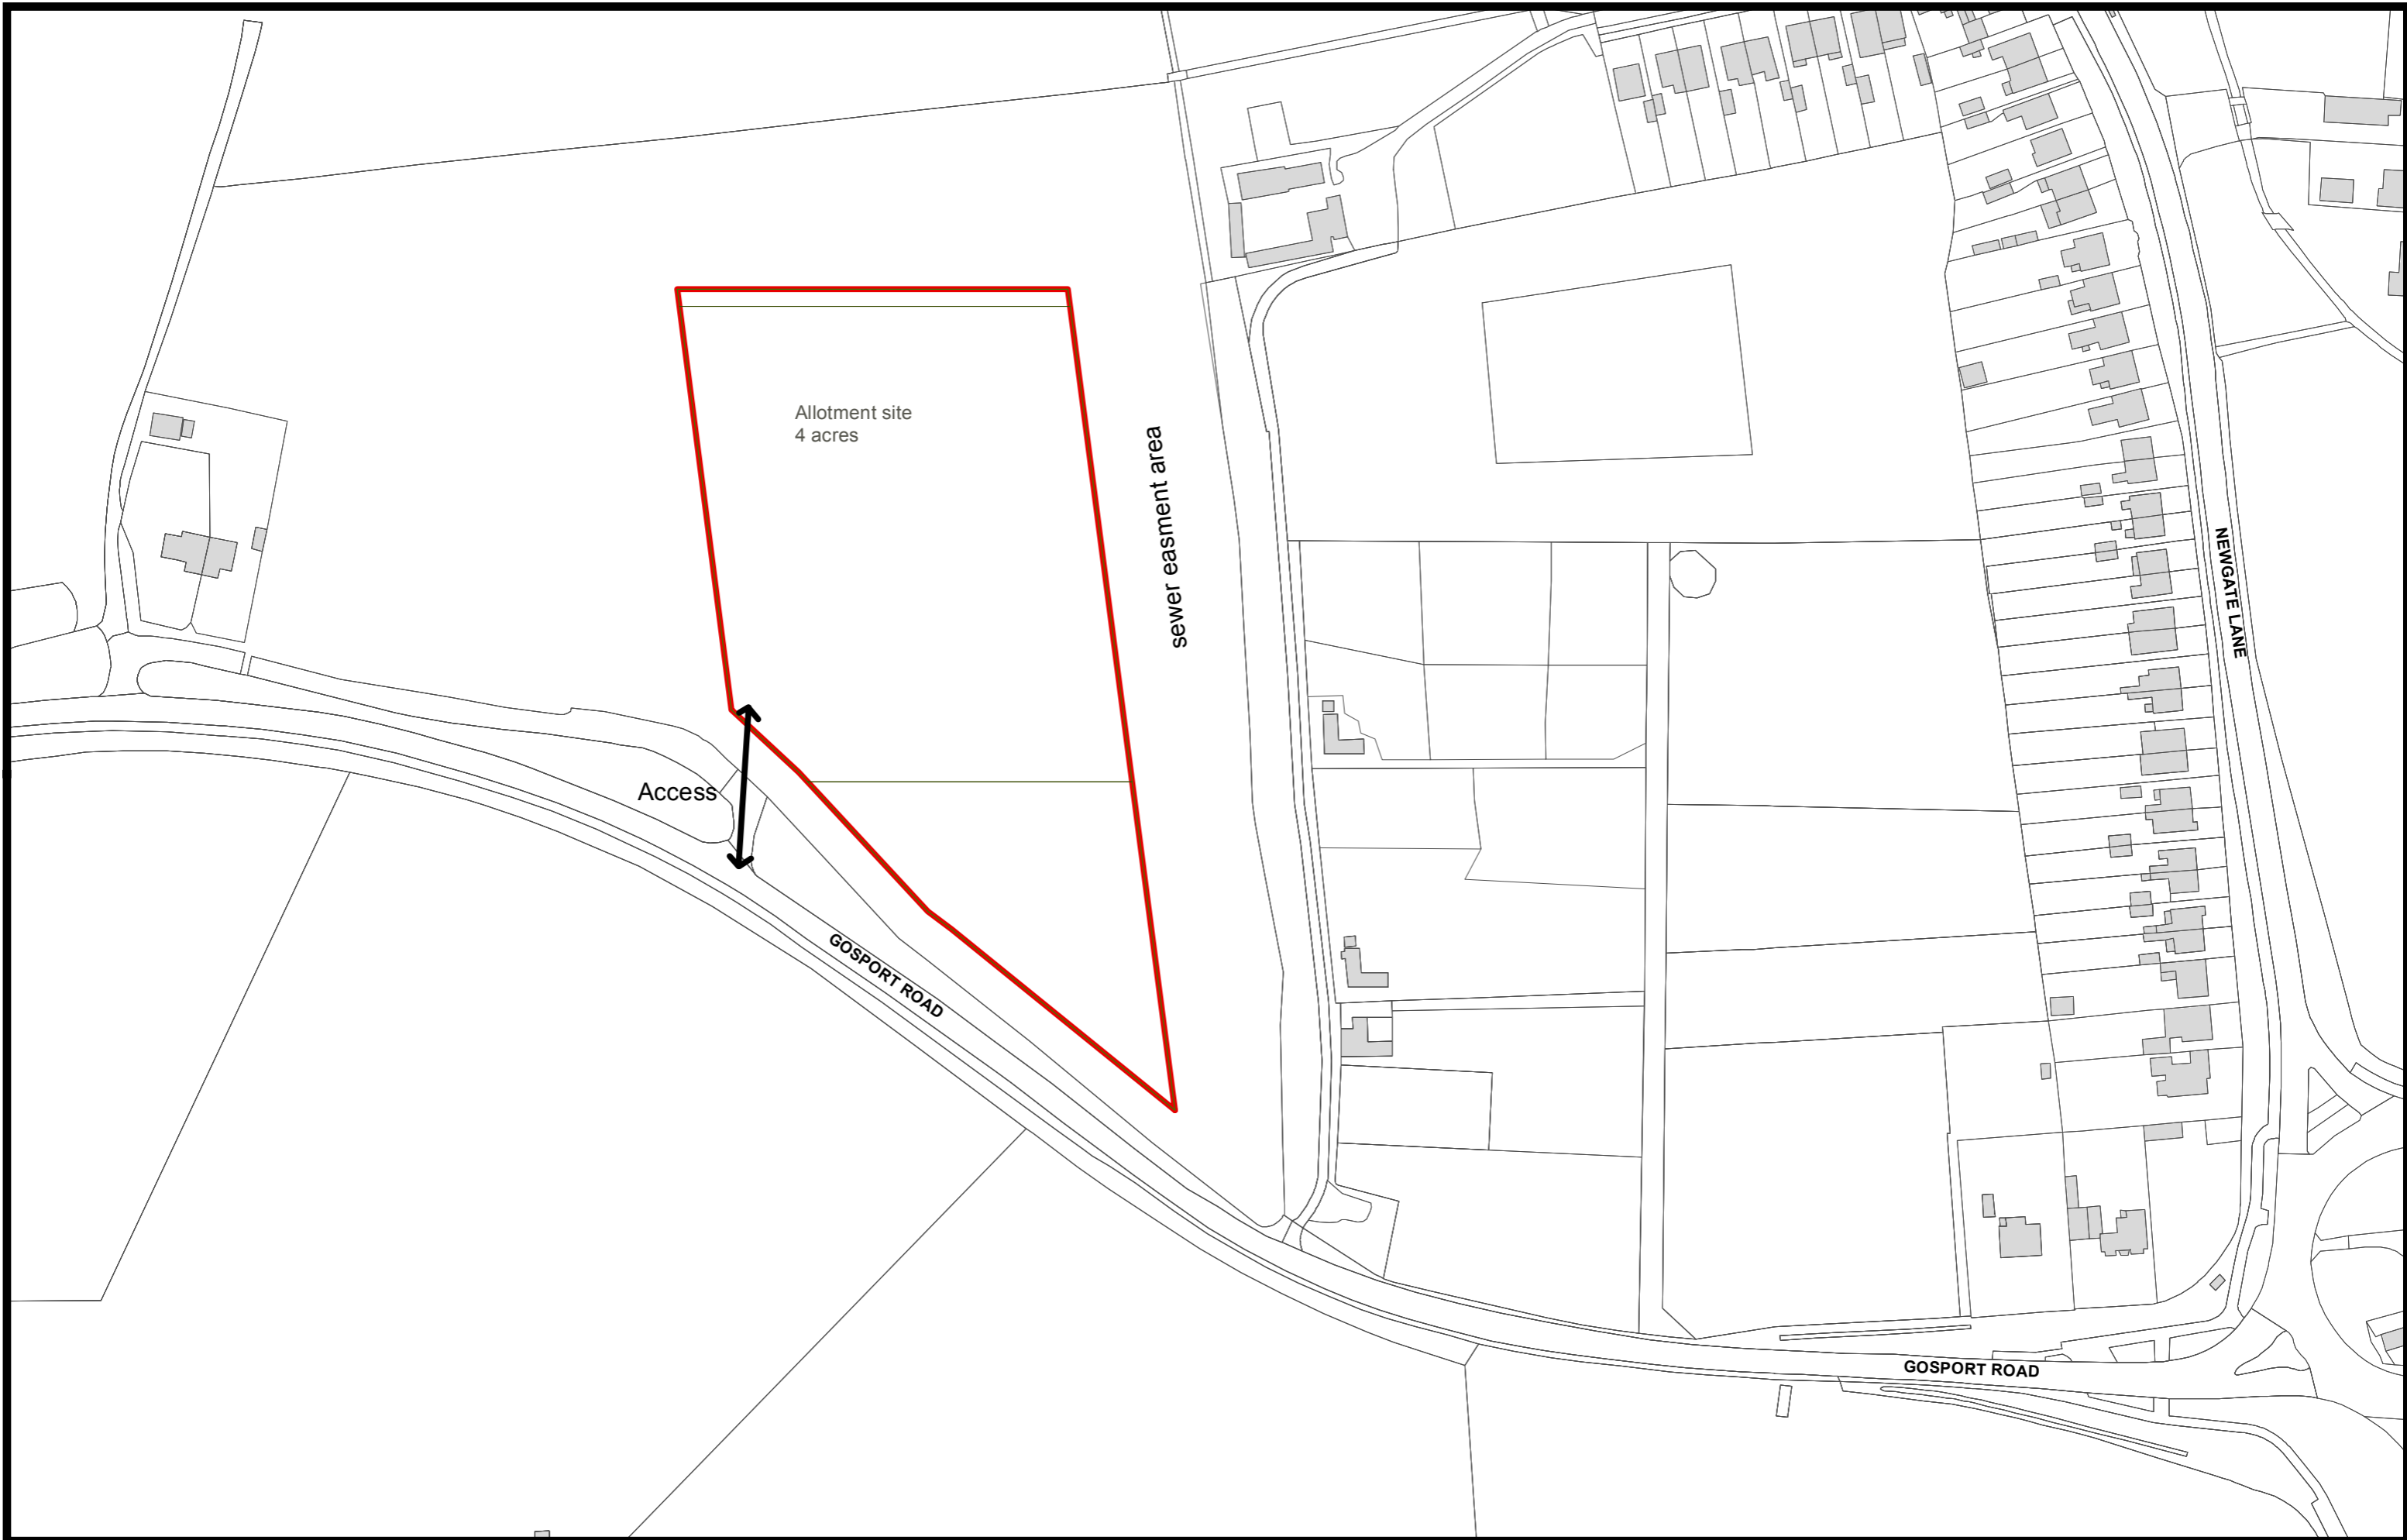 Allotment site
4 acres
sewer easment area
NEWGATE LANE
Access
GOSPORT ROAD
GOSPORT ROAD